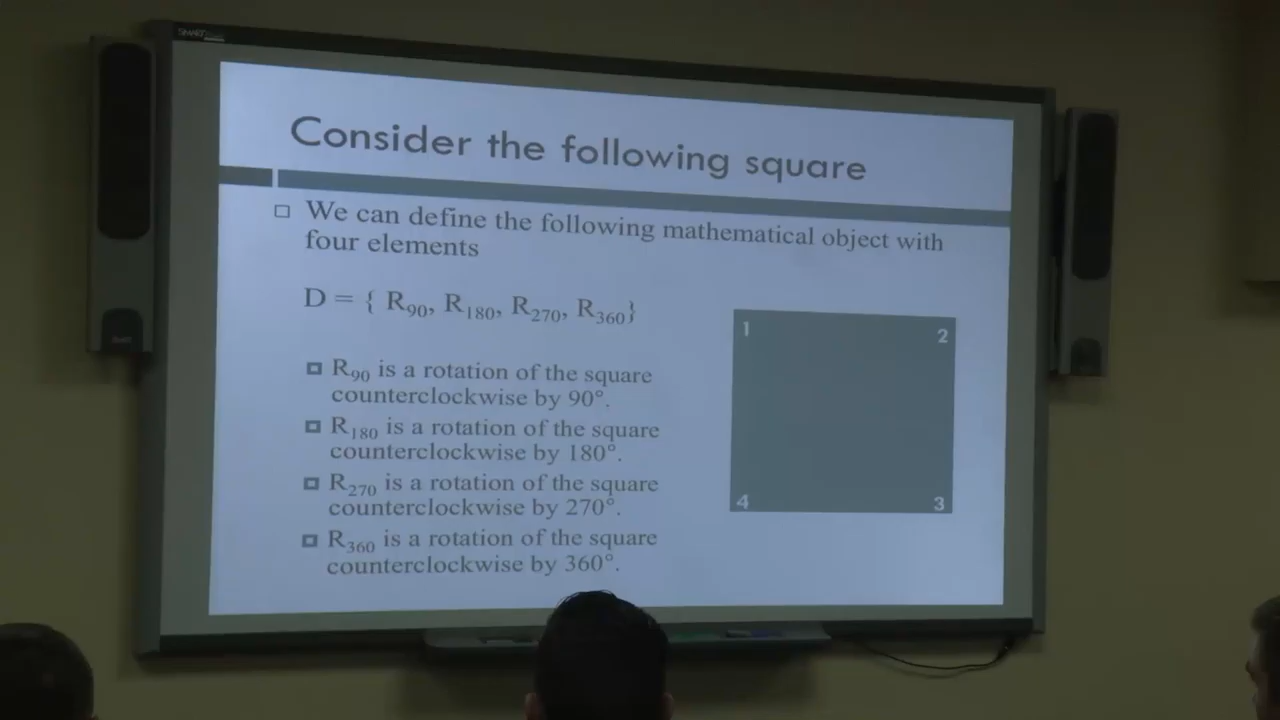 SMART
Consider the following square
We can define the following mathematical object with
four elements
D = { R90, R180, R270, R360}
R90 is a rotation of the square
counterclockwise by 90°.
R180 is a rotation of the square
counterclockwise by 180°.
R270 is a rotation of the square
counterclockwise by 270°.
R360 is a rotation of the square
counterclockwise by 360°.
1
2
4
3